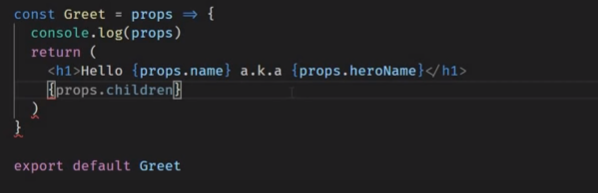 const Greet = props => {
console.log(props)
return (
<h1>Hello {props.name} a.k.a {props.heroName}</h1>
{props.children}
)
}
export default Greet